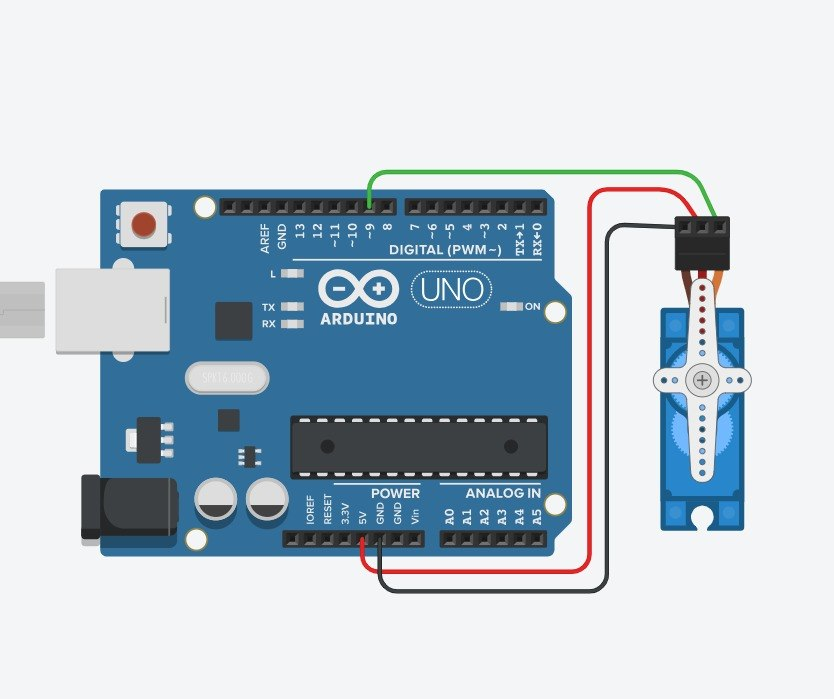 AREF
GND
13
12
~11
~10
~9
8
7
~6
~5
4
~3
2
TX→1
RX←0
DIGITAL (PWM~)
L
TX
RX
UNO
ON
ARDUINO
SPKT6.000G
POWER
ANALOG IN
IOREF
RESET
3.3V
5V
GND
GND
Vin
A0
A1
A2
A3
A4
A5